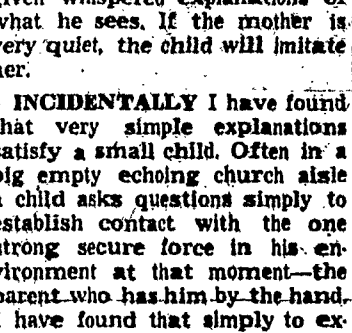 given whispered explanations of
what he sees. If the mother is
very quiet, the child will imitate
her.
INCIDENTALLY I have found
that very simple explanations
satisfy a small child. Often in a
big empty echoing church aisle
a child asks questions simply to
establish contact with the one
strong secure force in his en-
vironment at that moment—the
parent who has him by the hand.
I have found that simply to ex-